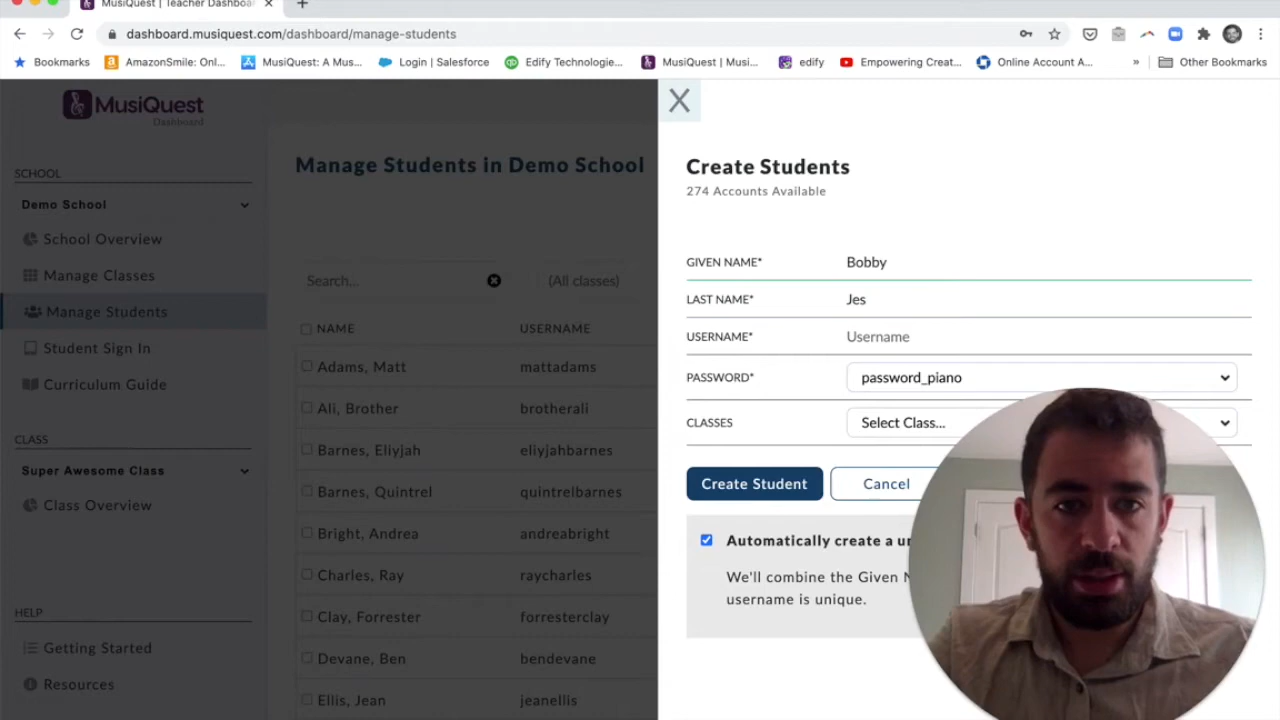 MusiQuest | Teacher Dashboa
dashboard.musiquest.com/dashboard/manage-students
Bookmarks AmazonSmile: Onl... MusiQuest: A Mus... Login | Salesforce Edify Technologie... MusiQuest | Musi... edify Empowering Creat... Online Account A... » Other Bookmarks
MusiQuest
Dashboard
SCHOOL
Demo School
School Overview
Manage Classes
Manage Students
Student Sign In
Curriculum Guide
CLASS
Super Awesome Class
Class Overview
HELP
Getting Started
Resources
Manage Students in Demo School
Search... (All classes)
NAME USERNAME
Adams, Matt mattadams
Ali, Brother brotherali
Barnes, Eliyjah eliyjahbarnes
Barnes, Quintrel quintrelbarnes
Bright, Andrea andreabright
Charles, Ray raycharles
Clay, Forrester forresterclay
Devane, Ben bendevane
Ellis, Jean jeanellis
X
Create Students
274 Accounts Available
GIVEN NAME* Bobby
LAST NAME* Jes
USERNAME* Username
PASSWORD* password_piano
CLASSES Select Class...
Create Student Cancel
Automatically create a u
We'll combine the Given N
username is unique.